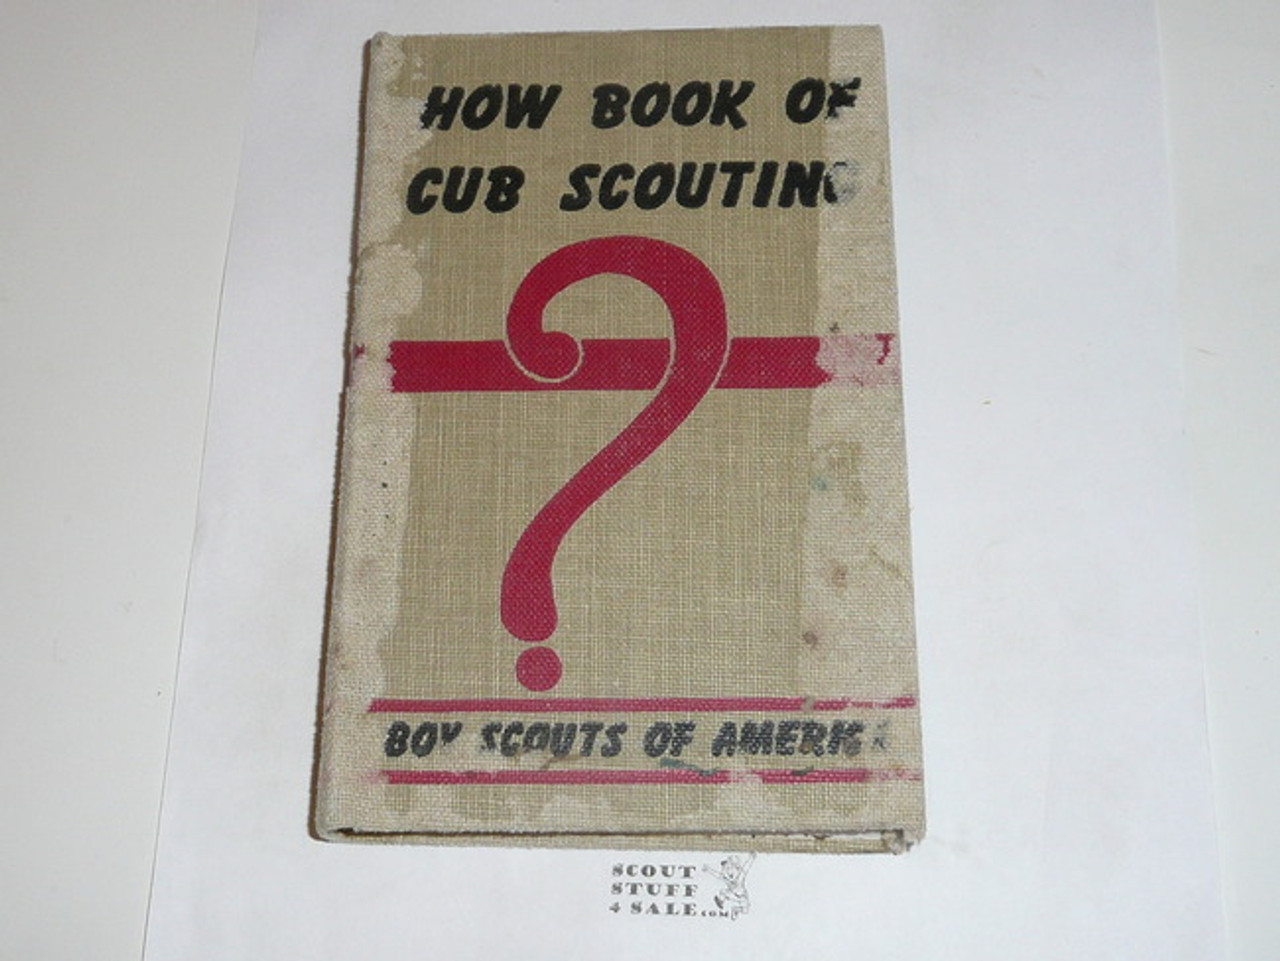 HOW BOOK OF
CUB SCOUTING
?
BOY SCOUTS OF AMERICA
SCOUT
STUFF
4 SALE.COM